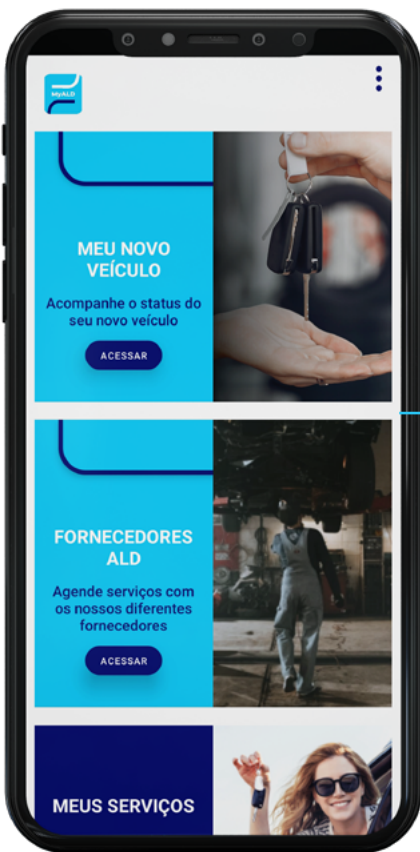 MyALD
MEU NOVO
VEÍCULO
Acompanhe o status do
seu novo veículo
ACESSAR
FORNECEDORES
ALD
Agende serviços com
os nossos diferentes
fornecedores
ACESSAR
MEUS SERVIÇOS